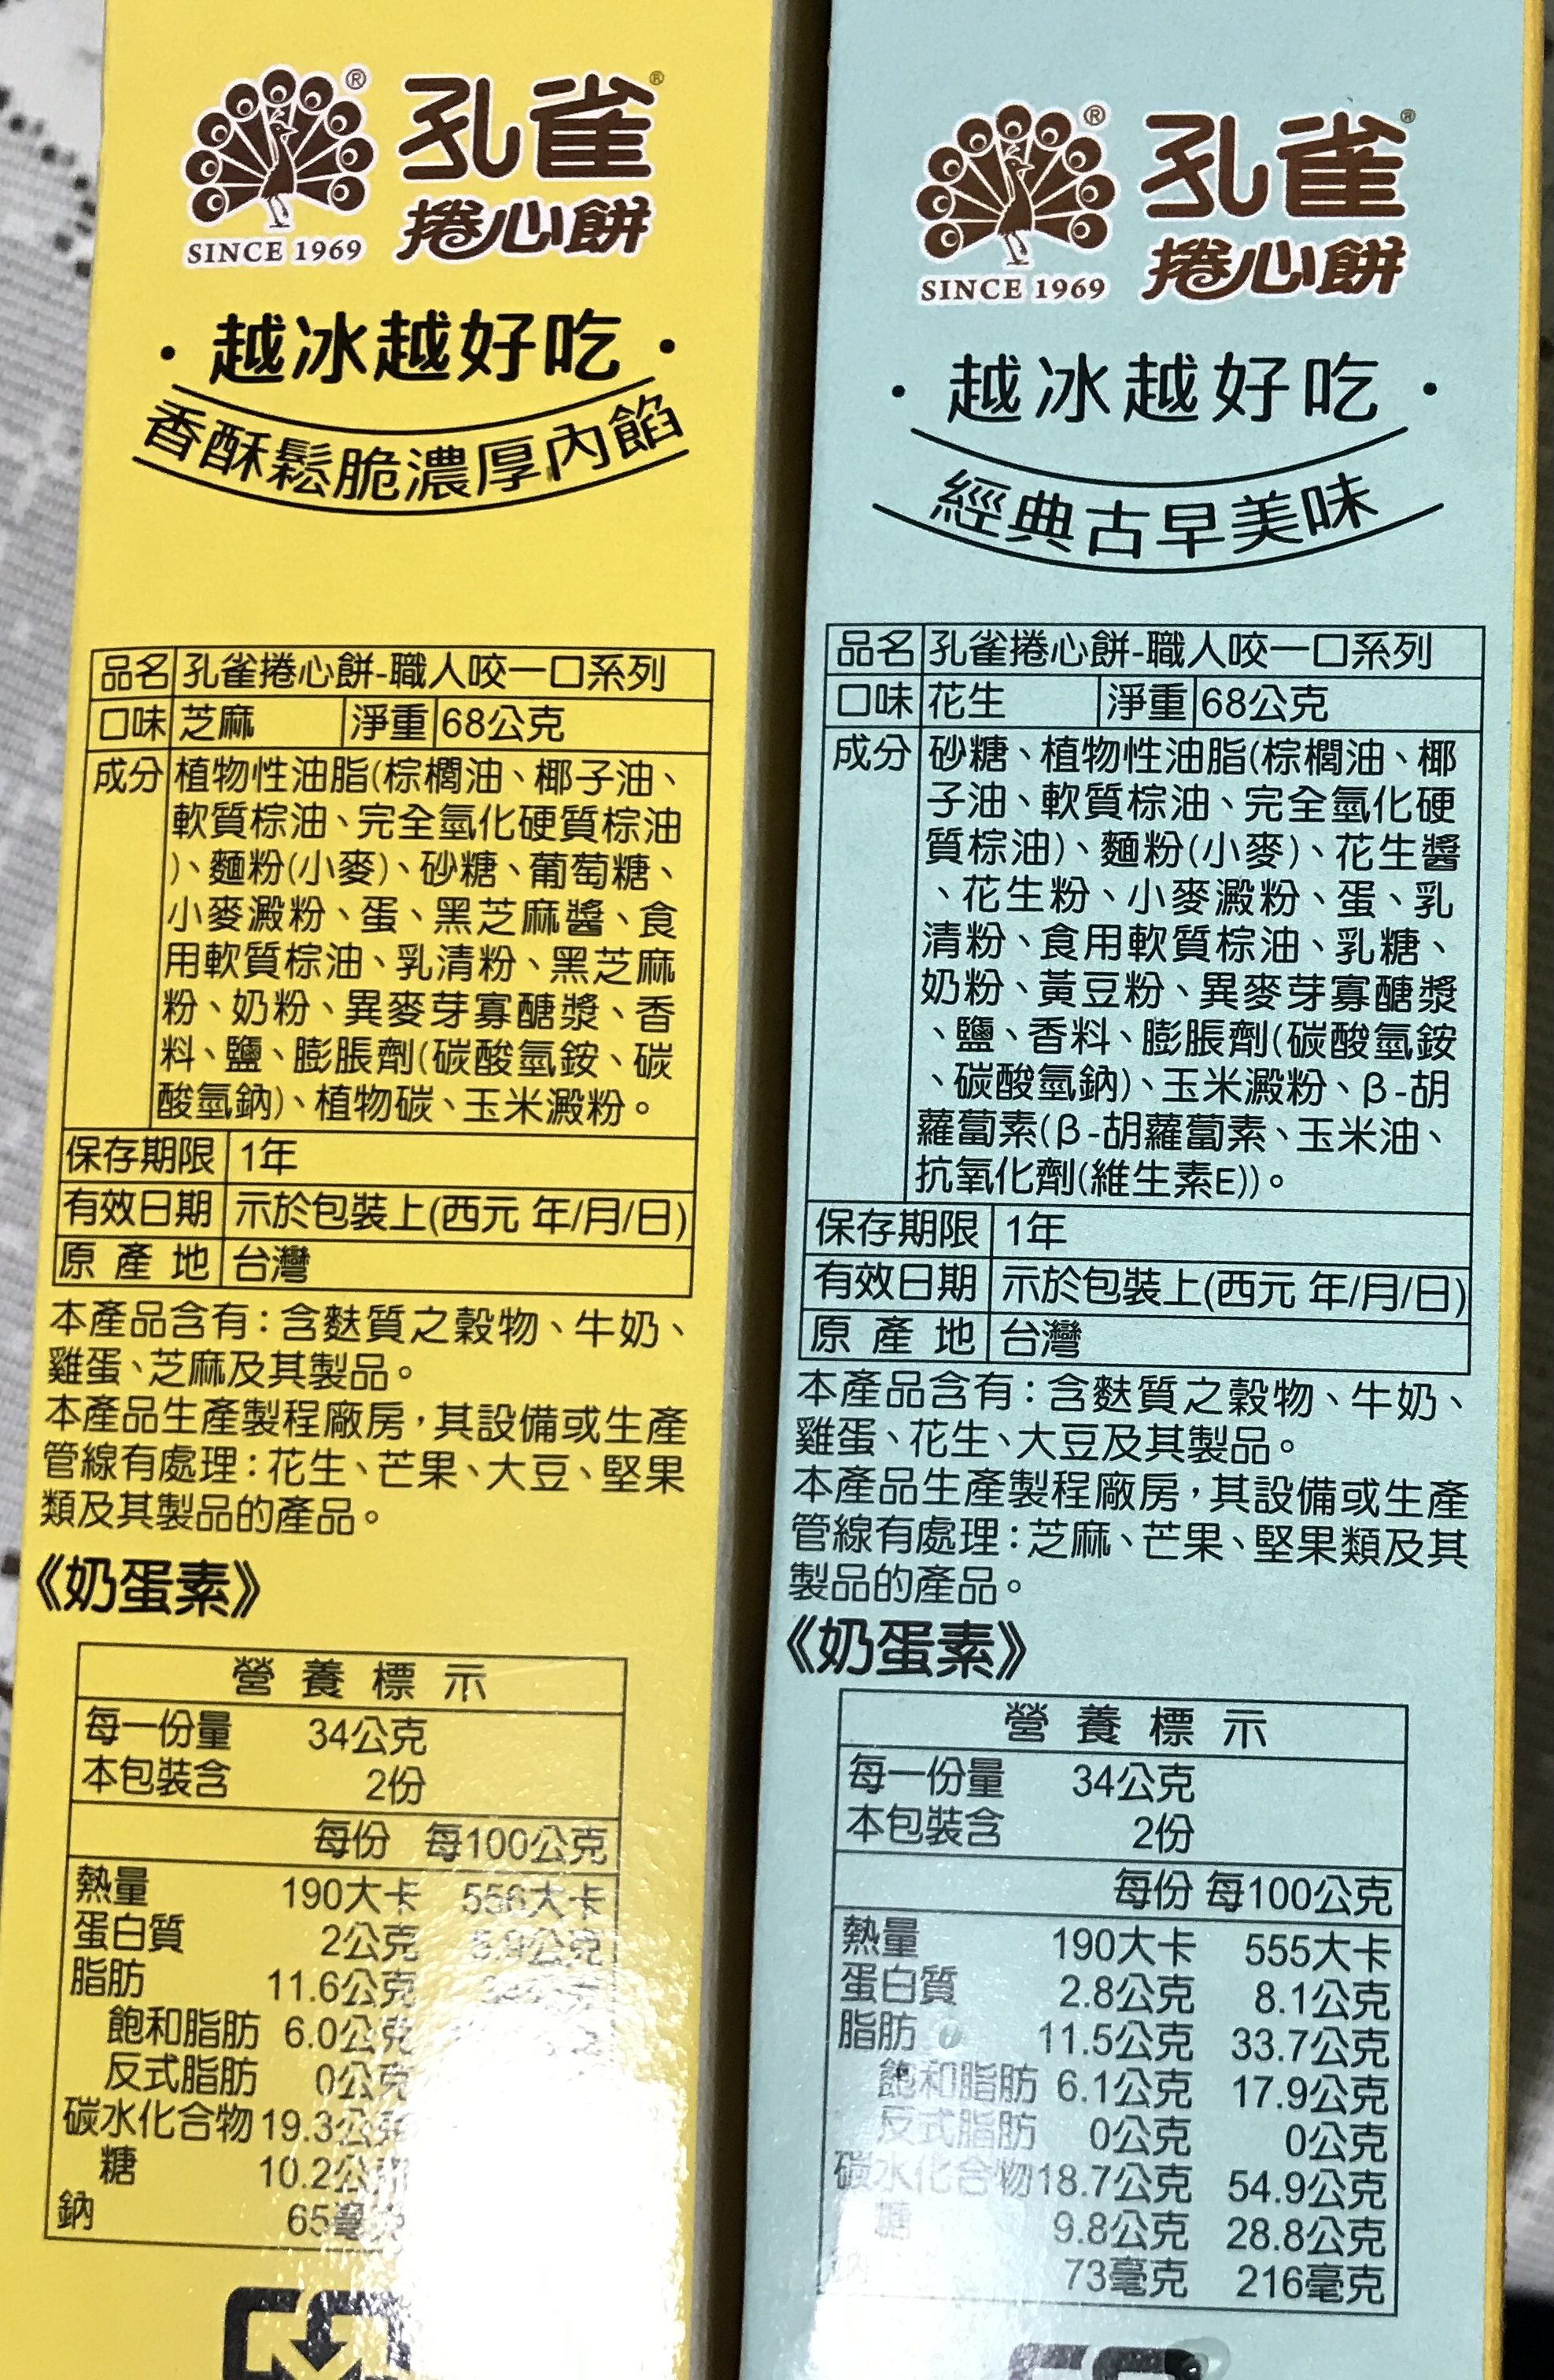 孔雀®
捲心餅
SINCE 1969
・越冰越好吃・
香酥鬆脆濃厚內餡
品名 孔雀捲心餅-職人咬一口系列
口味 芝麻 淨重 68公克
成分 植物性油脂(棕櫚油、椰子油、
軟質棕油、完全氫化硬質棕油
)、麵粉(小麥)、砂糖、葡萄糖、
小麥澱粉、蛋、黑芝麻醬、食
用軟質棕油、乳清粉、黑芝麻
粉、奶粉、異麥芽寡醣漿、香
料、鹽、膨脹劑(碳酸氫銨、碳
酸氫鈉)、植物碳、玉米澱粉。
保存期限 1年
有效日期 示於包裝上(西元 年/月/日)
原產地 台灣
本產品含有:含麩質之穀物、牛奶、
雞蛋、芝麻及其製品。
本產品生產製程廠房,其設備或生產
管線有處理:花生、芒果、大豆、堅果
類及其製品的產品。
《奶蛋素》
營養標示
每一份量 34公克
本包裝含 2份
每份 每100公克
熱量 190大卡 556大卡
蛋白質 2公克 5.9公克
脂肪 11.6公克
飽和脂肪 6.0公克
反式脂肪 0公克
碳水化合物 19.3公克
糖 10.2公
鈉 65毫克
孔雀®
捲心餅
SINCE 1969
・越冰越好吃・
經典古早美味
品名 孔雀捲心餅-職人咬一口系列
口味 花生 淨重 68公克
成分 砂糖、植物性油脂(棕櫚油、椰
子油、軟質棕油、完全氫化硬
質棕油)、麵粉(小麥)、花生醬
、花生粉、小麥澱粉、蛋、乳
清粉、食用軟質棕油、乳糖、
奶粉、黃豆粉、異麥芽寡醣漿
、鹽、香料、膨脹劑(碳酸氫銨
、碳酸氫鈉)、玉米澱粉、β-胡
蘿蔔素(β-胡蘿蔔素、玉米油、
抗氧化劑(維生素E))。
保存期限 1年
有效日期 示於包裝上(西元 年/月/日)
原產地 台灣
本產品含有:含麩質之穀物、牛奶、
雞蛋、花生、大豆及其製品。
本產品生產製程廠房,其設備或生產
管線有處理:芝麻、芒果、堅果類及其
製品的產品。
《奶蛋素》
營養標示
每一份量 34公克
本包裝含 2份
每份 每100公克
熱量 190大卡 555大卡
蛋白質 2.8公克 8.1公克
脂肪 11.5公克 33.7公克
飽和脂肪 6.1公克 17.9公克
反式脂肪 0公克 0公克
碳水化合物 18.7公克 54.9公克
糖 9.8公克 28.8公克
鈉 73毫克 216毫克